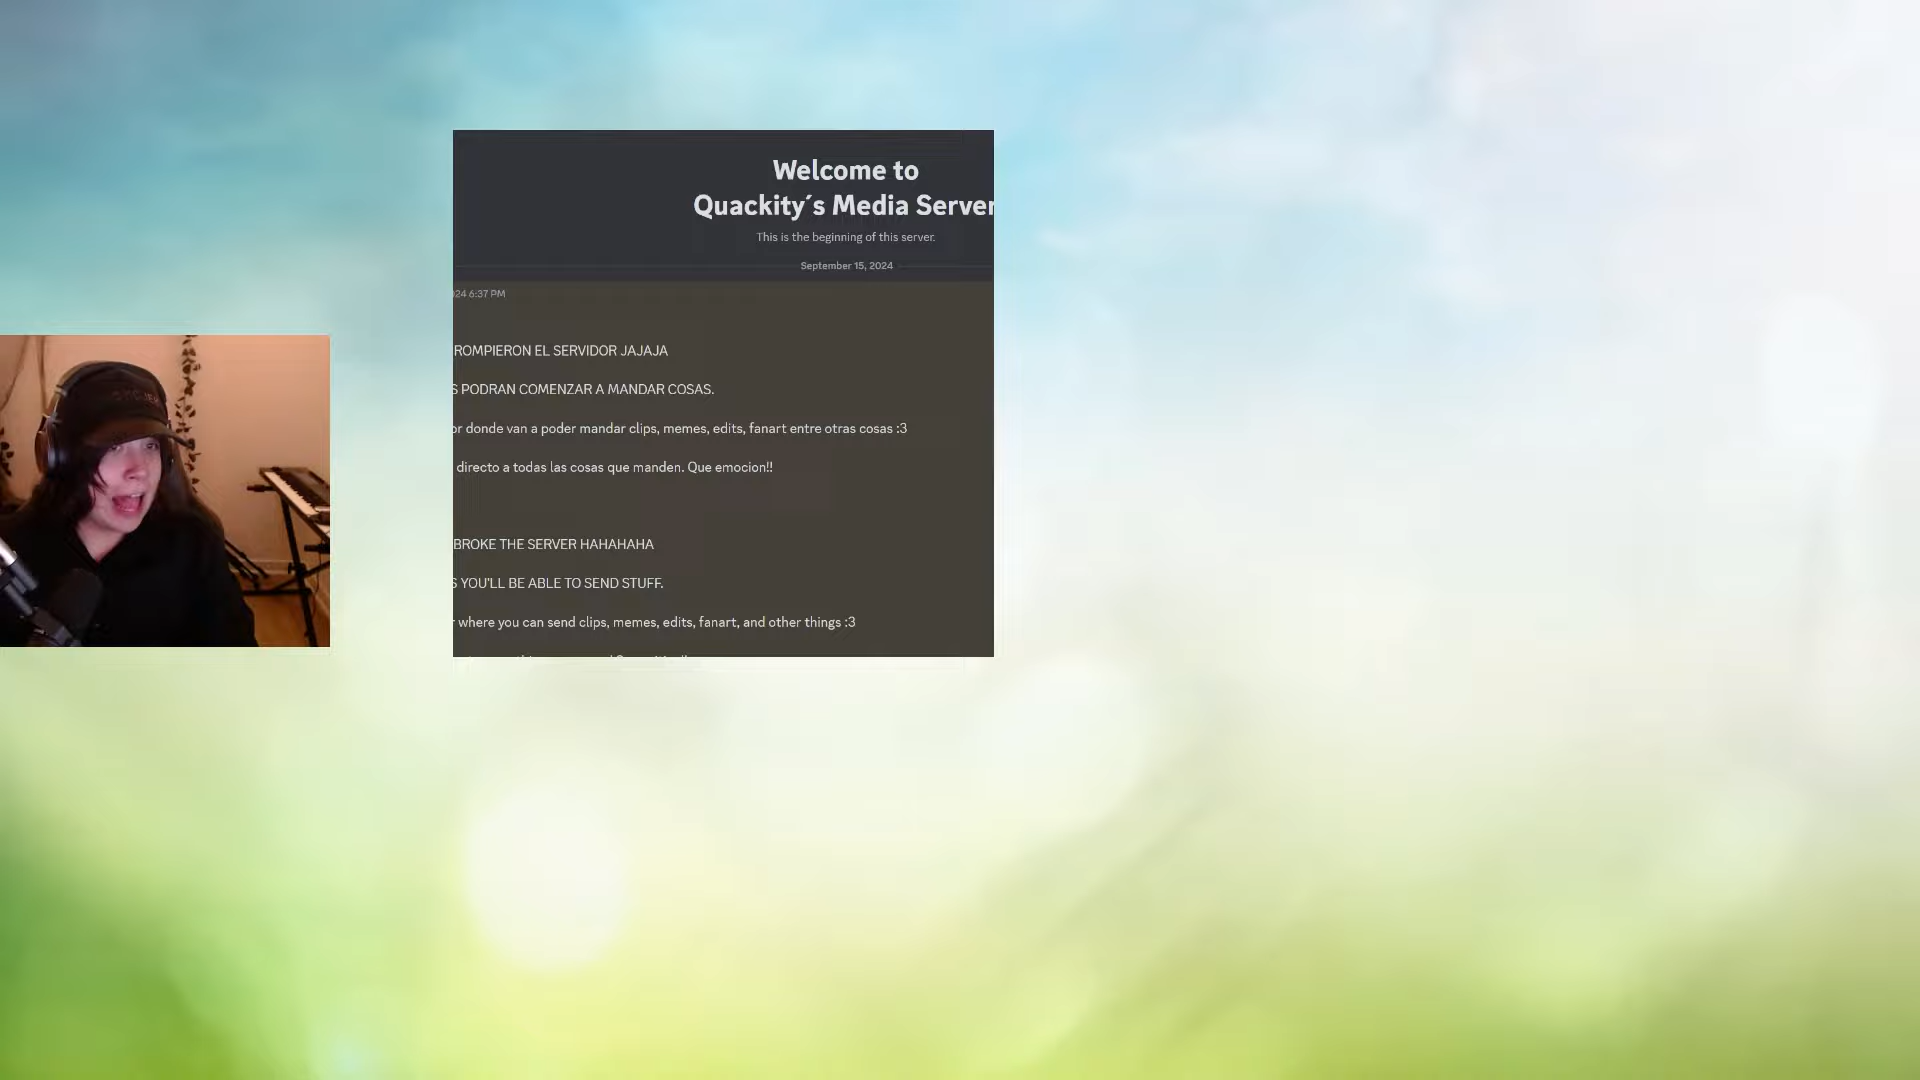 Welcome to
Quackity´s Media Server
This is the beginning of this server.
September 15, 2024
24 6:37 PM
ROMPIERON EL SERVIDOR JAJAJA
S PODRAN COMENZAR A MANDAR COSAS.
or donde van a poder mandar clips, memes, edits, fanart entre otras cosas :3
directo a todas las cosas que manden. Que emocion!!
BROKE THE SERVER HAHAHAHA
S YOU'LL BE ABLE TO SEND STUFF.
r where you can send clips, memes, edits, fanart, and other things :3